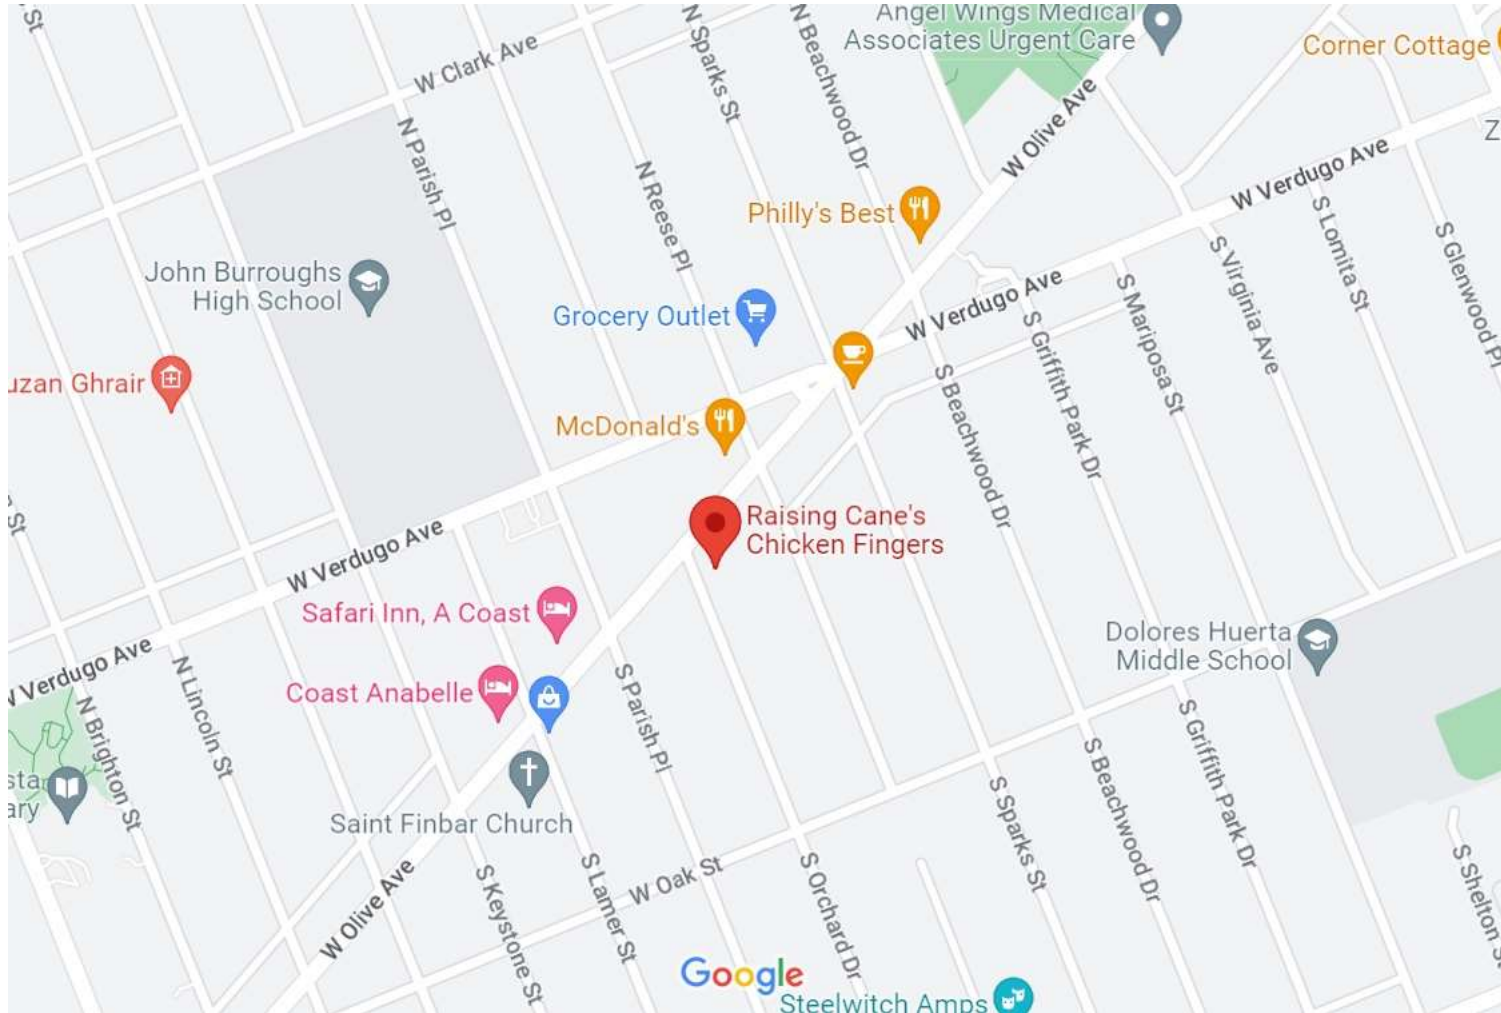 St
W Clark Ave
N Sparks St
N Beachwood Dr
Angel Wings Medical
Associates Urgent Care
Corner Cottage
Z
N Parish Pl
N Reese Pl
W Olive Ave
W Verdugo Ave
Philly's Best
S Lomita St
S Virginia Ave
S Glenwood Pl
John Burroughs
High School
Grocery Outlet
W Verdugo Ave
S Mariposa St
S Griffith Park Dr
uzan Ghrair
S Beachwood Dr
McDonald's
St
Raising Cane's
Chicken Fingers
W Verdugo Ave
Safari Inn, A Coast
Dolores Huerta
Middle School
W Verdugo Ave
N Lincoln St
Coast Anabelle
S Parish Pl
N Brighton St
S Griffith Park Dr
S Beachwood Dr
sta
ary
Saint Finbar Church
S Sparks St
W Olive Ave
S Keystone St
S Lamer St
W Oak St
S Orchard Dr
S Shelton St
Google
Steelwitch Amps